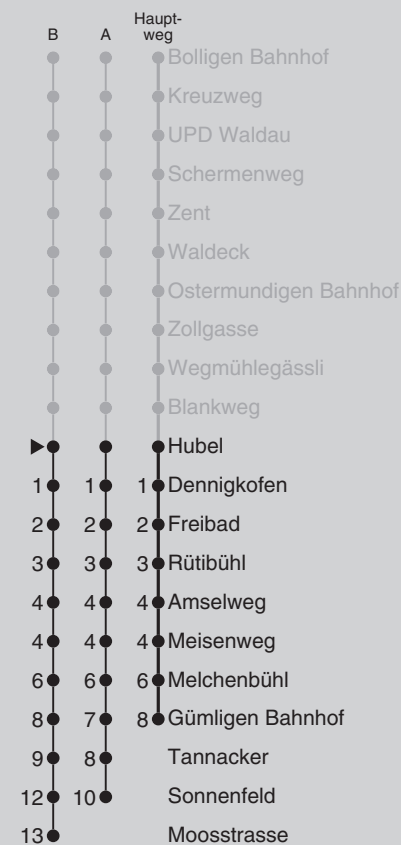 Haupt-
B A weg
Bolligen Bahnhof
Kreuzweg
UPD Waldau
Schermenweg
Zent
Waldeck
Ostermundigen Bahnhof
Zollgasse
Wegmühlegässli
Blankweg
Hubel
1 1 1 Dennigkofen
2 2 2 Freibad
3 3 3 Rütibühl
4 4 4 Amselweg
4 4 4 Meisenweg
6 6 6 Melchenbühl
8 7 8 Gümligen Bahnhof
9 8 Tannacker
12 10 Sonnenfeld
13 Moosstrasse